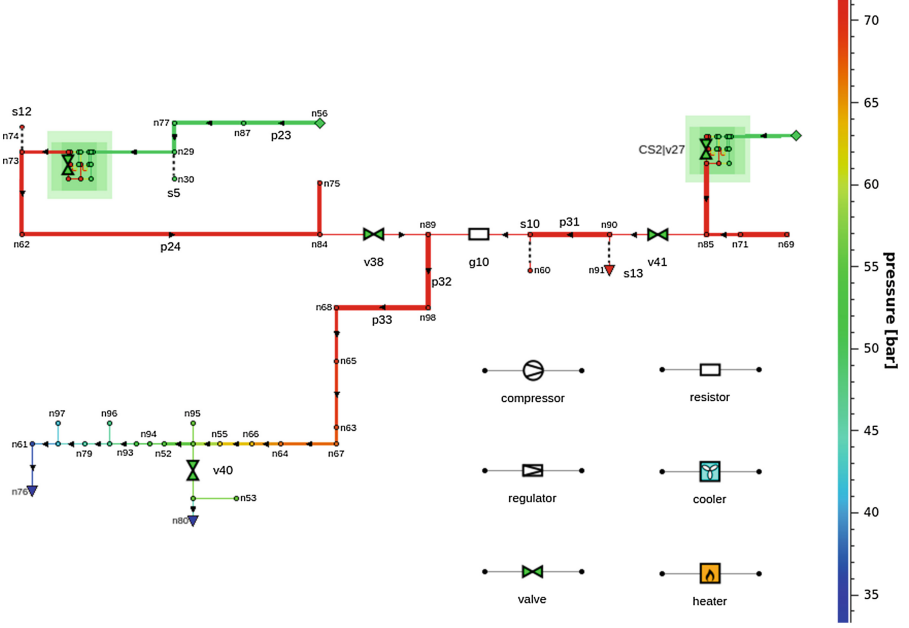 70
65
60
55
50
45
40
35
pressure [bar]
s12
n74
n73
n77
n87
p23
n56
n29
n30
s5
n75
n62
p24
n84
v38
n89
g10
s10
p31
n90
n60
n91
s13
v41
CS2|v27
n85
n71
n69
p32
n68
p33
n98
n65
n63
n67
n64
n66
n55
n95
n52
n94
n93
n96
n79
n97
n61
n76
v40
n53
n80
compressor
resistor
regulator
cooler
valve
heater